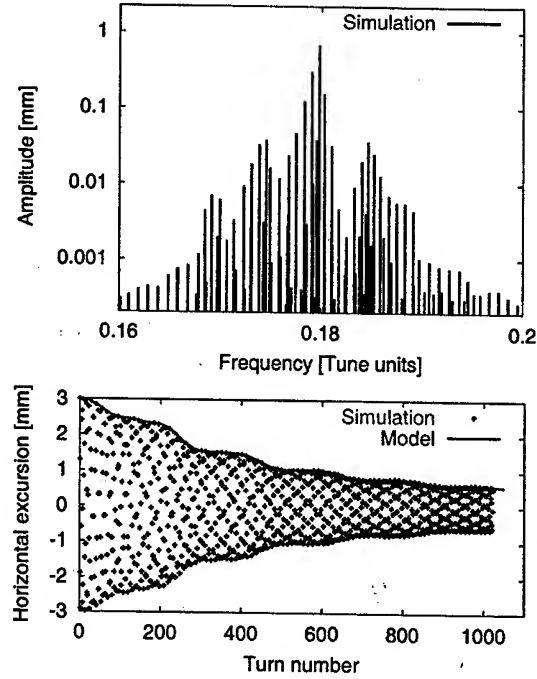 1
Simulation
0.1
0.01
0.001
Amplitude [mm]
0.16
0.18
0.2
Frequency [Tune units]
3
Simulation
Model
2
1
0
-1
-2
-3
Horizontal excursion [mm]
0
200
400
600
800
1000
Turn number